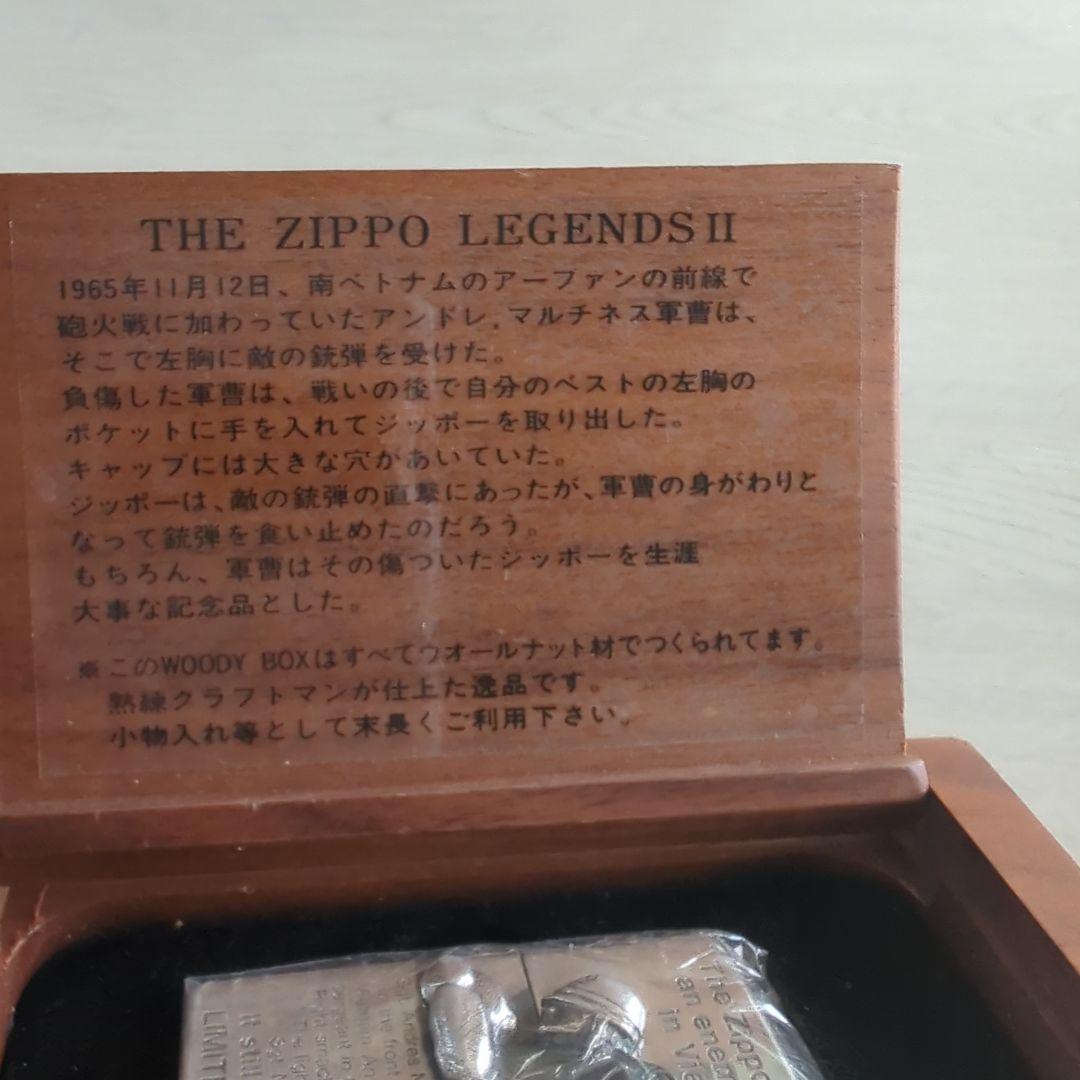 THE ZIPPO LEGENDS II
1965年11月12日、南ベトナムのアーファンの前線で
砲火戦に加わっていたアンドレ．マルチネス軍曹は、
そこで左胸に敵の銃弾を受けた。
負傷した軍曹は、戦いの後で自分のベストの左胸の
ポケットに手を入れてジッポーを取り出した。
キャップには大きな穴があいていた。
ジッポーは、敵の銃弾の直撃にあったが、軍曹の身がわりと
なって銃弾を食い止めたのだろう。
もちろん、軍曹はその傷ついたジッポーを生涯
大事な記念品とした。
※このWOODY BOXはすべてウオールナット材でつくられてます。
熟練クラフトマンが仕上た逸品です。
小物入れ等として末長くご利用下さい。
The Zippo
an enem
in Vie
Sgt. Andres M
the front
It still
LIMIT